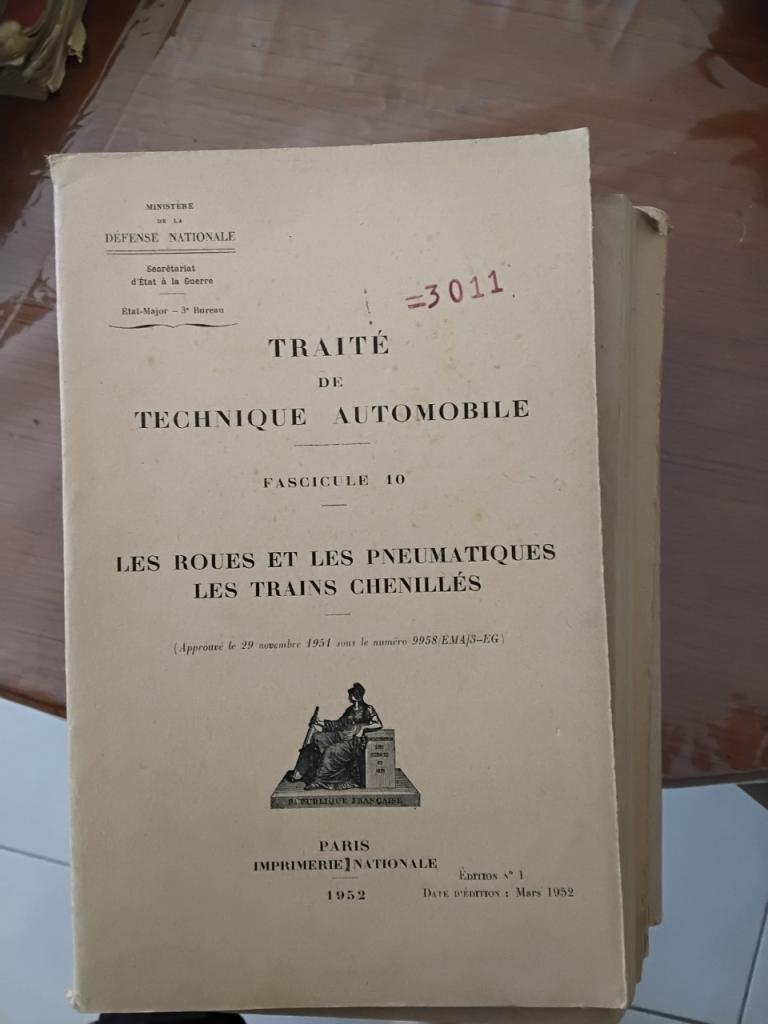 MINISTÈRE
DE LA
DÉFENSE NATIONALE
Secrétariat
d'État à la Guerre
État-Major — 3e Bureau
=3011
TRAITÉ
DE
TECHNIQUE AUTOMOBILE
FASCICULE 10
LES ROUES ET LES PNEUMATIQUES
LES TRAINS CHENILLÉS
(Approuvé le 29 novembre 1951 sous le numéro 9958/EMA/3-EG)
RÉPUBLIQUE FRANÇAISE
PARIS
IMPRIMERIE NATIONALE
1952
ÉDITION N° 1
DATE D'ÉDITION : Mars 1952